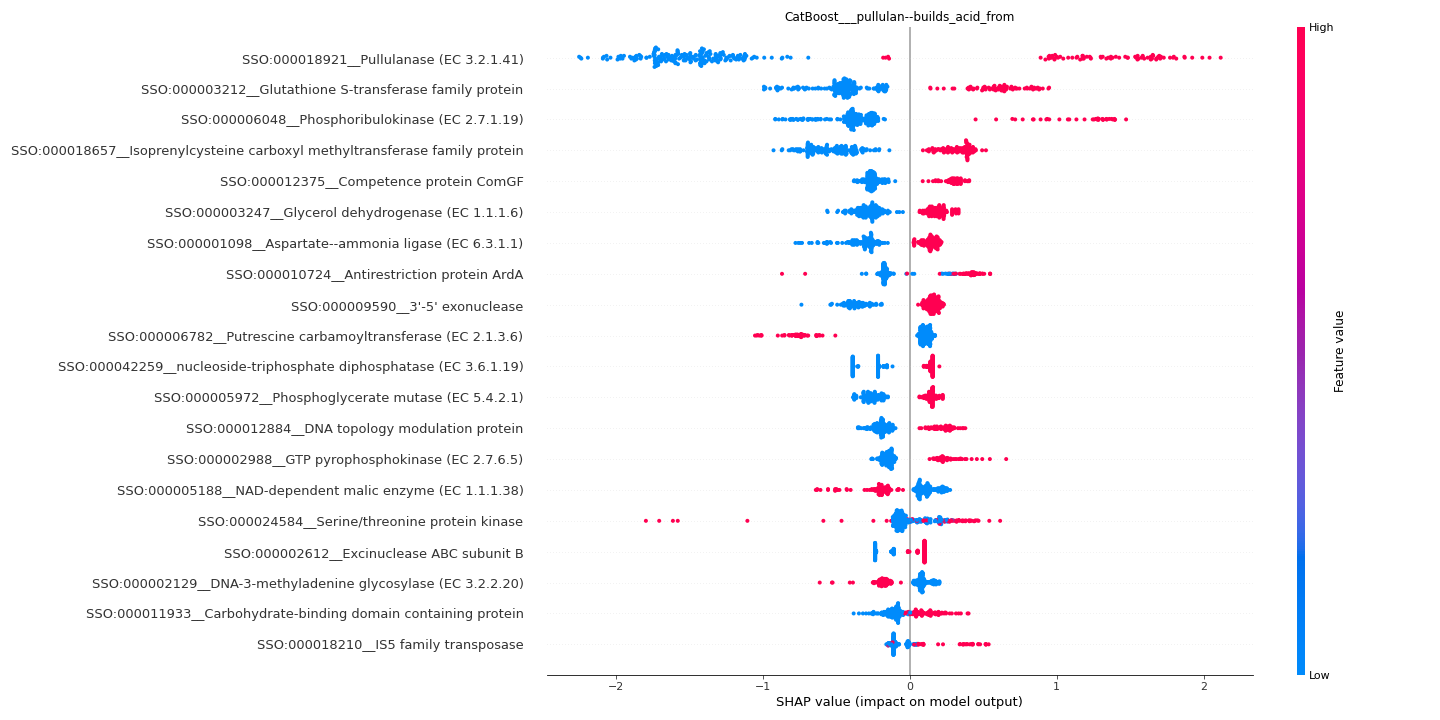 CatBoost___pullulan--builds_acid_from
High
SSO:000018921__Pullulanase (EC 3.2.1.41)
SSO:000003212__Glutathione S-transferase family protein
SSO:000006048__Phosphoribulokinase (EC 2.7.1.19)
SSO:000018657__Isoprenylcysteine carboxyl methyltransferase family protein
SSO:000012375__Competence protein ComGF
SSO:000003247__Glycerol dehydrogenase (EC 1.1.1.6)
SSO:000001098__Aspartate--ammonia ligase (EC 6.3.1.1)
SSO:000010724__Antirestriction protein ArdA
SSO:000009590__3'-5' exonuclease
SSO:000006782__Putrescine carbamoyltransferase (EC 2.1.3.6)
SSO:000042259__nucleoside-triphosphate diphosphatase (EC 3.6.1.19)
SSO:000005972__Phosphoglycerate mutase (EC 5.4.2.1)
SSO:000012884__DNA topology modulation protein
SSO:000002988__GTP pyrophosphokinase (EC 2.7.6.5)
SSO:000005188__NAD-dependent malic enzyme (EC 1.1.1.38)
SSO:000024584__Serine/threonine protein kinase
SSO:000002612__Excinuclease ABC subunit B
SSO:000002129__DNA-3-methyladenine glycosylase (EC 3.2.2.20)
SSO:000011933__Carbohydrate-binding domain containing protein
SSO:000018210__IS5 family transposase
Feature value
Low
−2 −1 0 1 2
SHAP value (impact on model output)